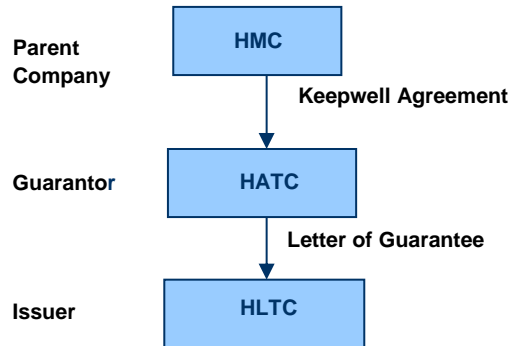 HMC
Parent
Company
Keepwell Agreement
Guarantor
HATC
Letter of Guarantee
Issuer
HLTC